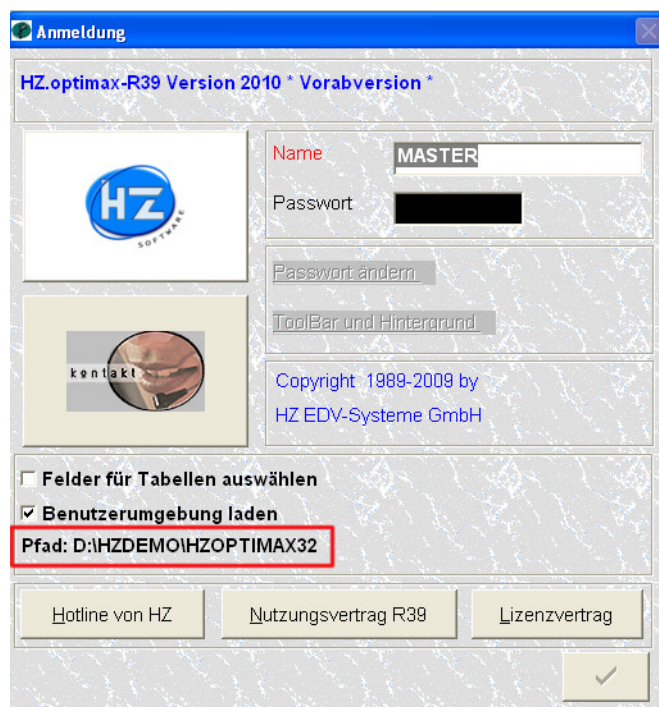 Anmeldung
HZ.optimax-R39 Version 2010 * Vorabversion *
HZ
SOFTWARE
Name
MASTER
Passwort
Passwort ändern
ToolBar und Hintergrund
kontakt
Copyright 1989-2009 by
HZ EDV-Systeme GmbH
Felder für Tabellen auswählen
Benutzerumgebung laden
Pfad: D:\HZDEMO\HZOPTIMAX32
Hotline von HZ
Nutzungsvertrag R39
Lizenzvertrag